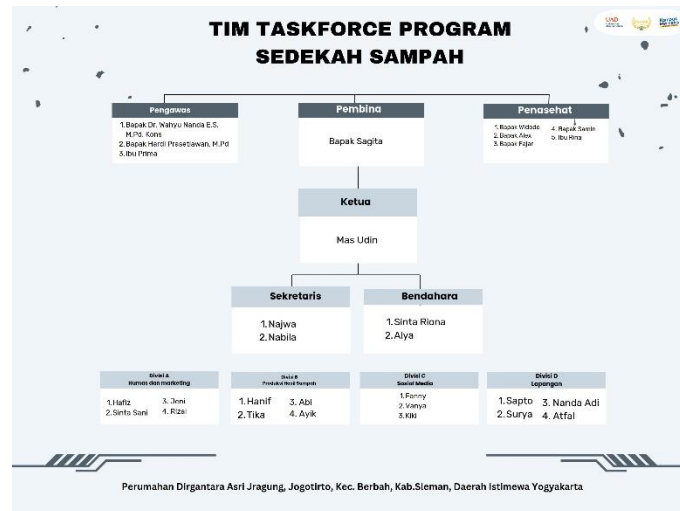 TIM TASKFORCE PROGRAM
SEDEKAH SAMPAH
UAD
Pengawas
1. Bapak Dr. Wahyu Nanda E.S,
M.Pd. Kons
2. Bapak Hardi Prasetiawan, M.Pd
3. Ibu Prima
Pembina
Bapak Sagita
Penasehat
1. Bapak Widodo
2. Bapak Alex
3. Bapak Fajar
4. Bapak Samin
5. Ibu Rina
Ketua
Mas Udin
Sekretaris
1. Najwa
2. Nabila
Bendahara
1. Sinta Riana
2. Alya
Divisi A
Humas dan marketing
1. Hafiz
2. Sinta Sani
3. Jeni
4. Rizal
Divisi B
Produksi Hasil Sampah
1. Hanif
2. Tika
3. Abi
4. Ayik
Divisi C
Sosial Media
1. Fanny
2. Vanya
3. Kiki
Divisi D
Lapangan
1. Sapto
2. Surya
3. Nanda Adi
4. Atfal
Perumahan Dirgantara Asri Jragung, Jogotirto, Kec. Berbah, Kab.Sleman, Daerah Istimewa Yogyakarta